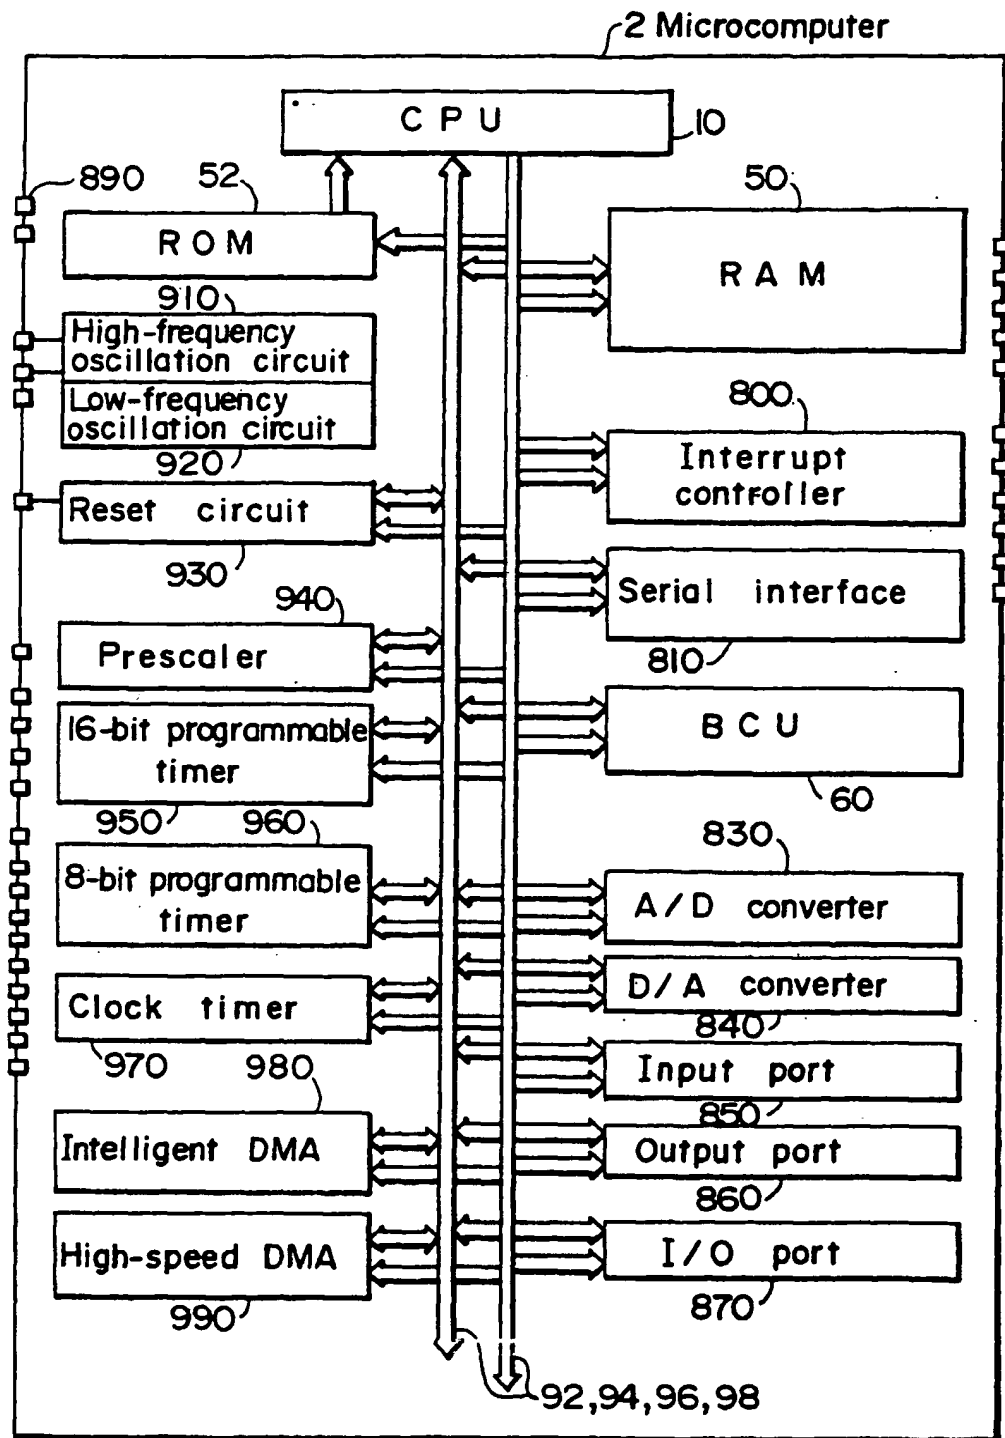 2 Microcomputer
CPU
10
890
52
ROM
50
RAM
910
High-frequency
oscillation circuit
Low-frequency
oscillation circuit
920
800
Interrupt
controller
Reset circuit
930
Serial interface
810
940
Prescaler
16-bit programmable
timer
950
BCU
60
960
8-bit programmable
timer
830
A/D converter
D/A converter
840
Clock timer
970
Input port
850
980
Intelligent DMA
Output port
860
High-speed DMA
990
I/O port
870
92,94,96,98